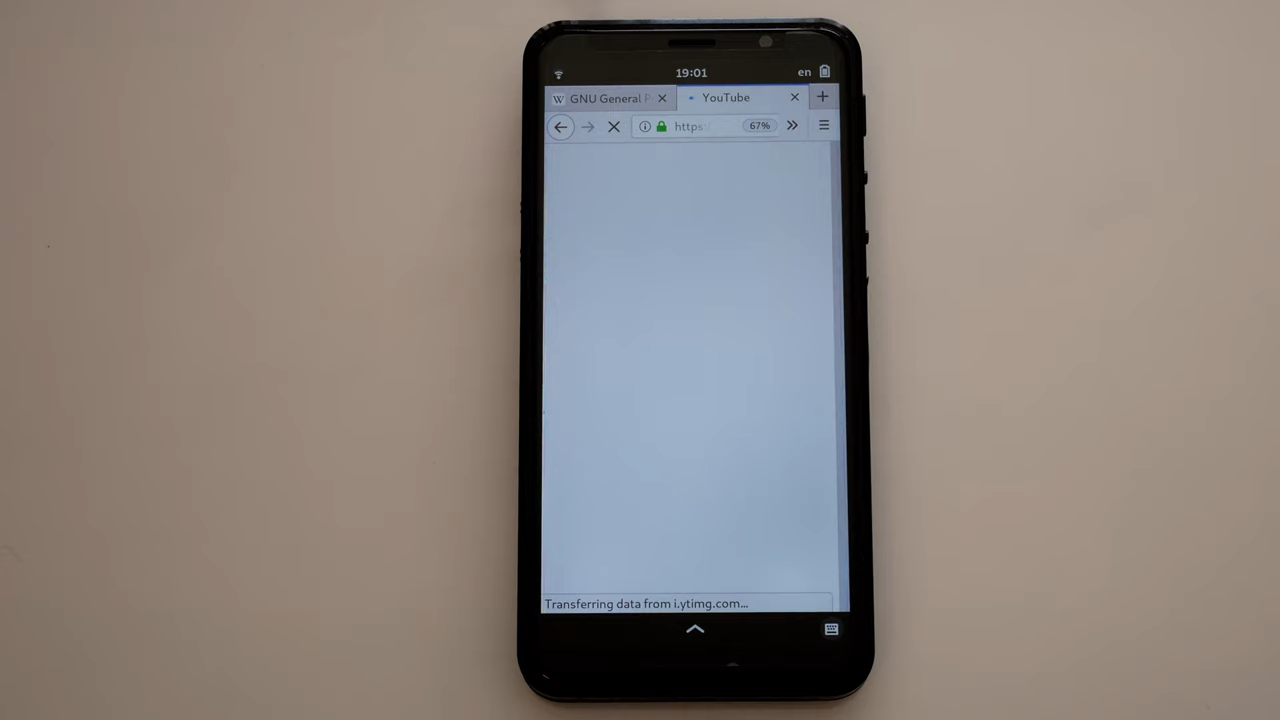 19:01 en
W GNU General P YouTube
https: 67%
Transferring data from i.ytimg.com...